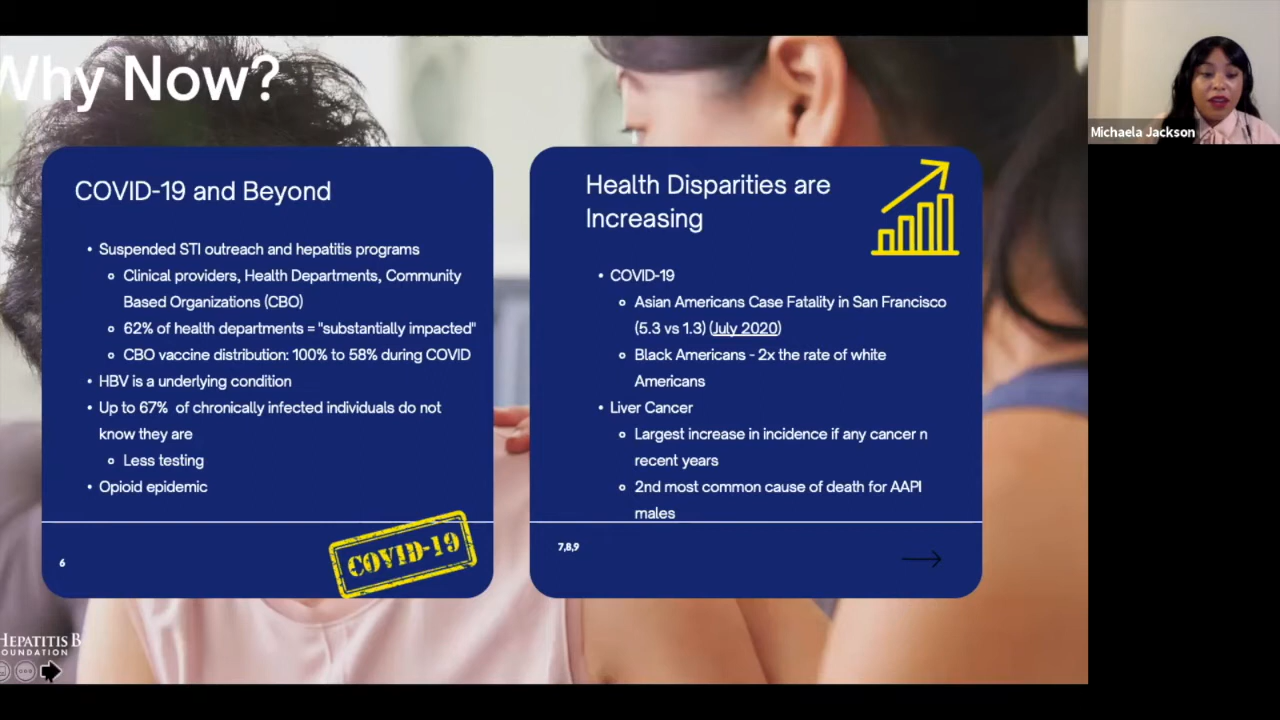 Why Now?
COVID-19 and Beyond
• Suspended STI outreach and hepatitis programs
Clinical providers, Health Departments, Community
Based Organizations (CBO)
62% of health departments = "substantially impacted"
CBO vaccine distribution: 100% to 58% during COVID
• HBV is a underlying condition
• Up to 67% of chronically infected individuals do not
know they are
Less testing
• Opioid epidemic
6
COVID-19
Health Disparities are
Increasing
• COVID-19
Asian Americans Case Fatality in San Francisco
(5.3 vs 1.3) (July 2020)
Black Americans - 2x the rate of white
Americans
• Liver Cancer
Largest increase in incidence if any cancer n
recent years
2nd most common cause of death for AAPI
males
7,8,9
HEPATITIS B
FOUNDATION
Michaela Jackson